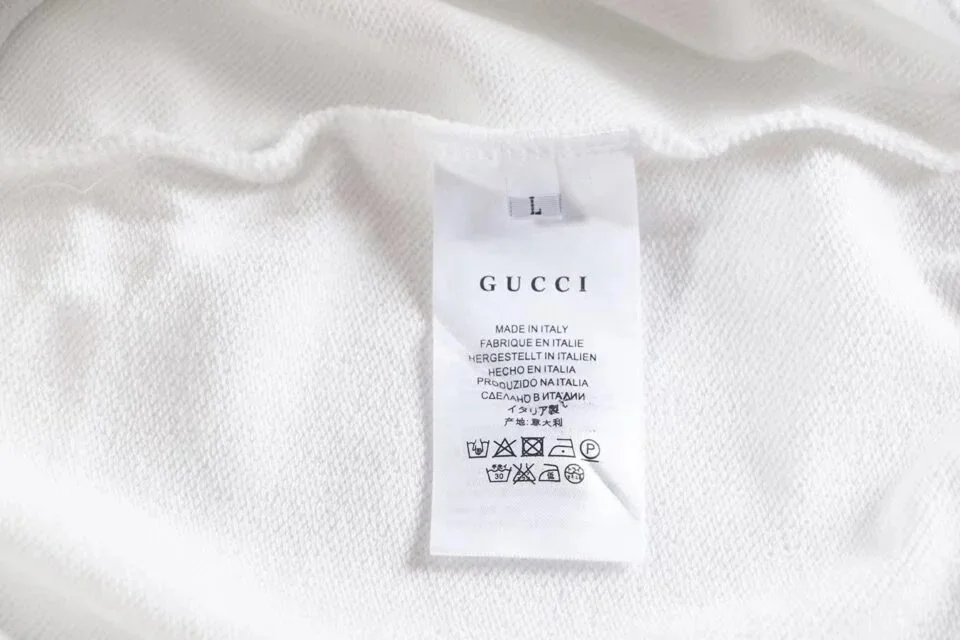 L
GUCCI
MADE IN ITALY
FABRIQUE EN ITALIE
HERGESTELLT IN ITALIEN
HECHO EN ITALIA
PRODUZIDO NA ITALIA
СДЕЛАНО В ИТАЛИИ
イタリア製
产地:意大利
P
30